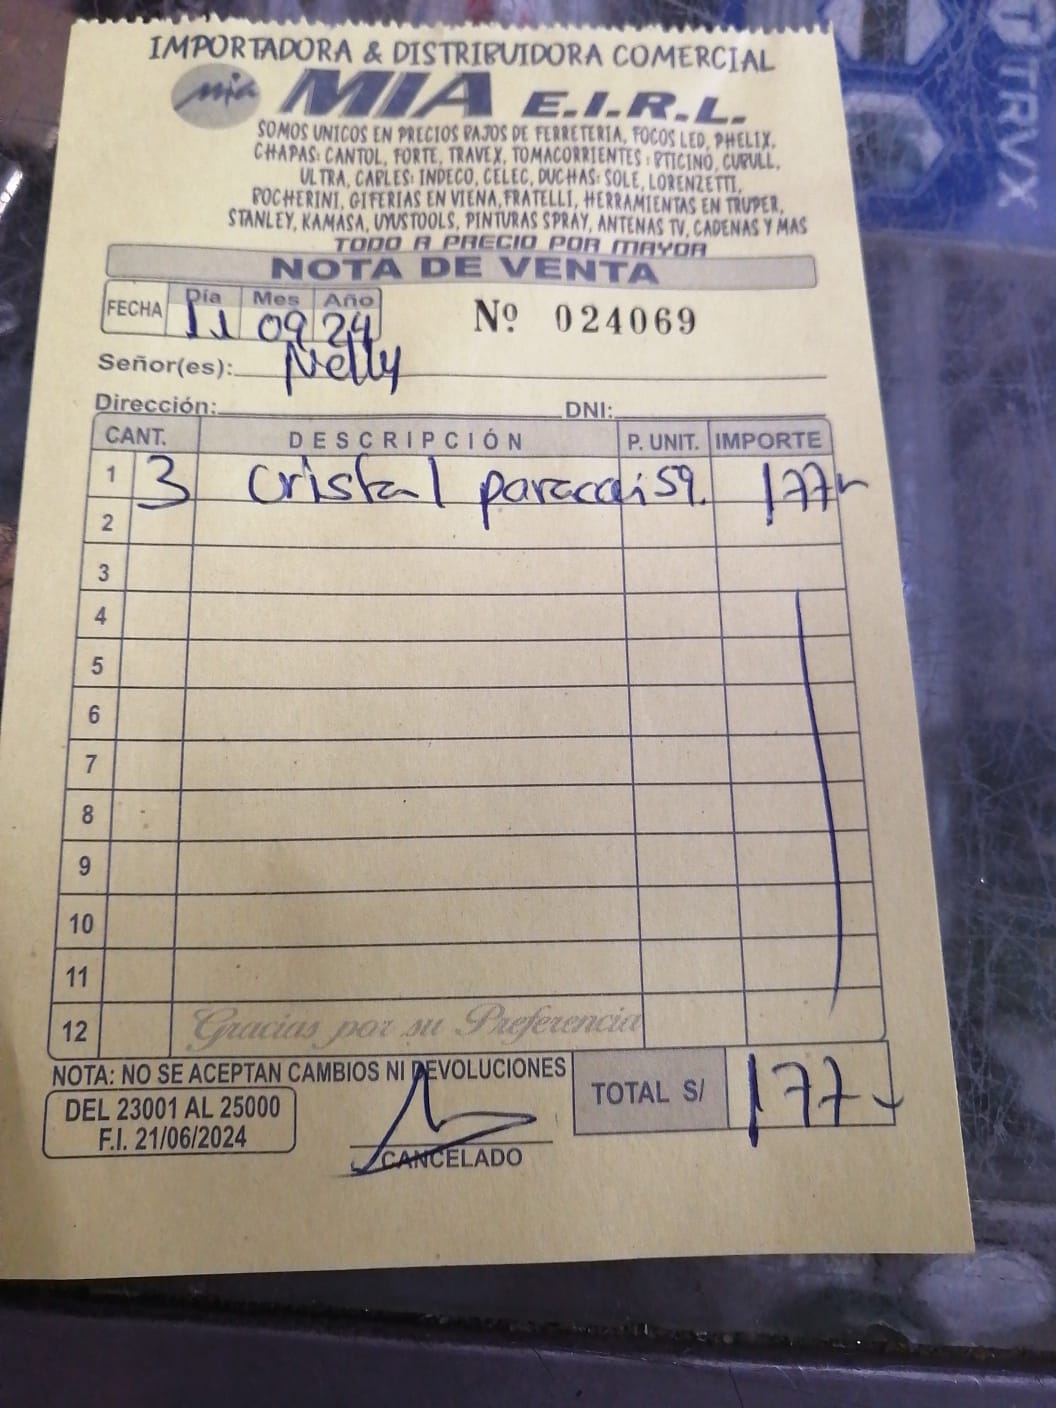 IMPORTADORA & DISTRIBUIDORA COMERCIAL
mia MIA E.I.R.L.
SOMOS UNICOS EN PRECIOS BAJOS DE FERRETERIA, FOCOS LED, PHELIX,
CHAPAS: CANTOL, FORTE, TRAVEX, TOMACORRIENTES : BTICINO, CURULL,
ULTRA, CABLES: INDECO, CELEC, DUCHAS: SOLE, LORENZETTI,
BOCHERINI, GIFERIAS EN VIENA, FRATELLI, HERRAMIENTAS EN TRUPER,
STANLEY, KAMASA, UYUSTOOLS, PINTURAS SPRAY, ANTENAS TV, CADENAS Y MAS
TODO A PRECIO POR MAYOR
NOTA DE VENTA
FECHA Día Mes Año
11 09 24
Nº 024069
Señor(es): Nelly
Dirección: DNI:
CANT. DESCRIPCIÓN P. UNIT. IMPORTE
1 3 cristal paracai 59. 177
2
3
4
5
6
7
8
9
10
11
12 Gracias por su Preferencia
NOTA: NO SE ACEPTAN CAMBIOS NI DEVOLUCIONES
DEL 23001 AL 25000
F.I. 21/06/2024
CANCELADO
TOTAL S/ 177
TRVX